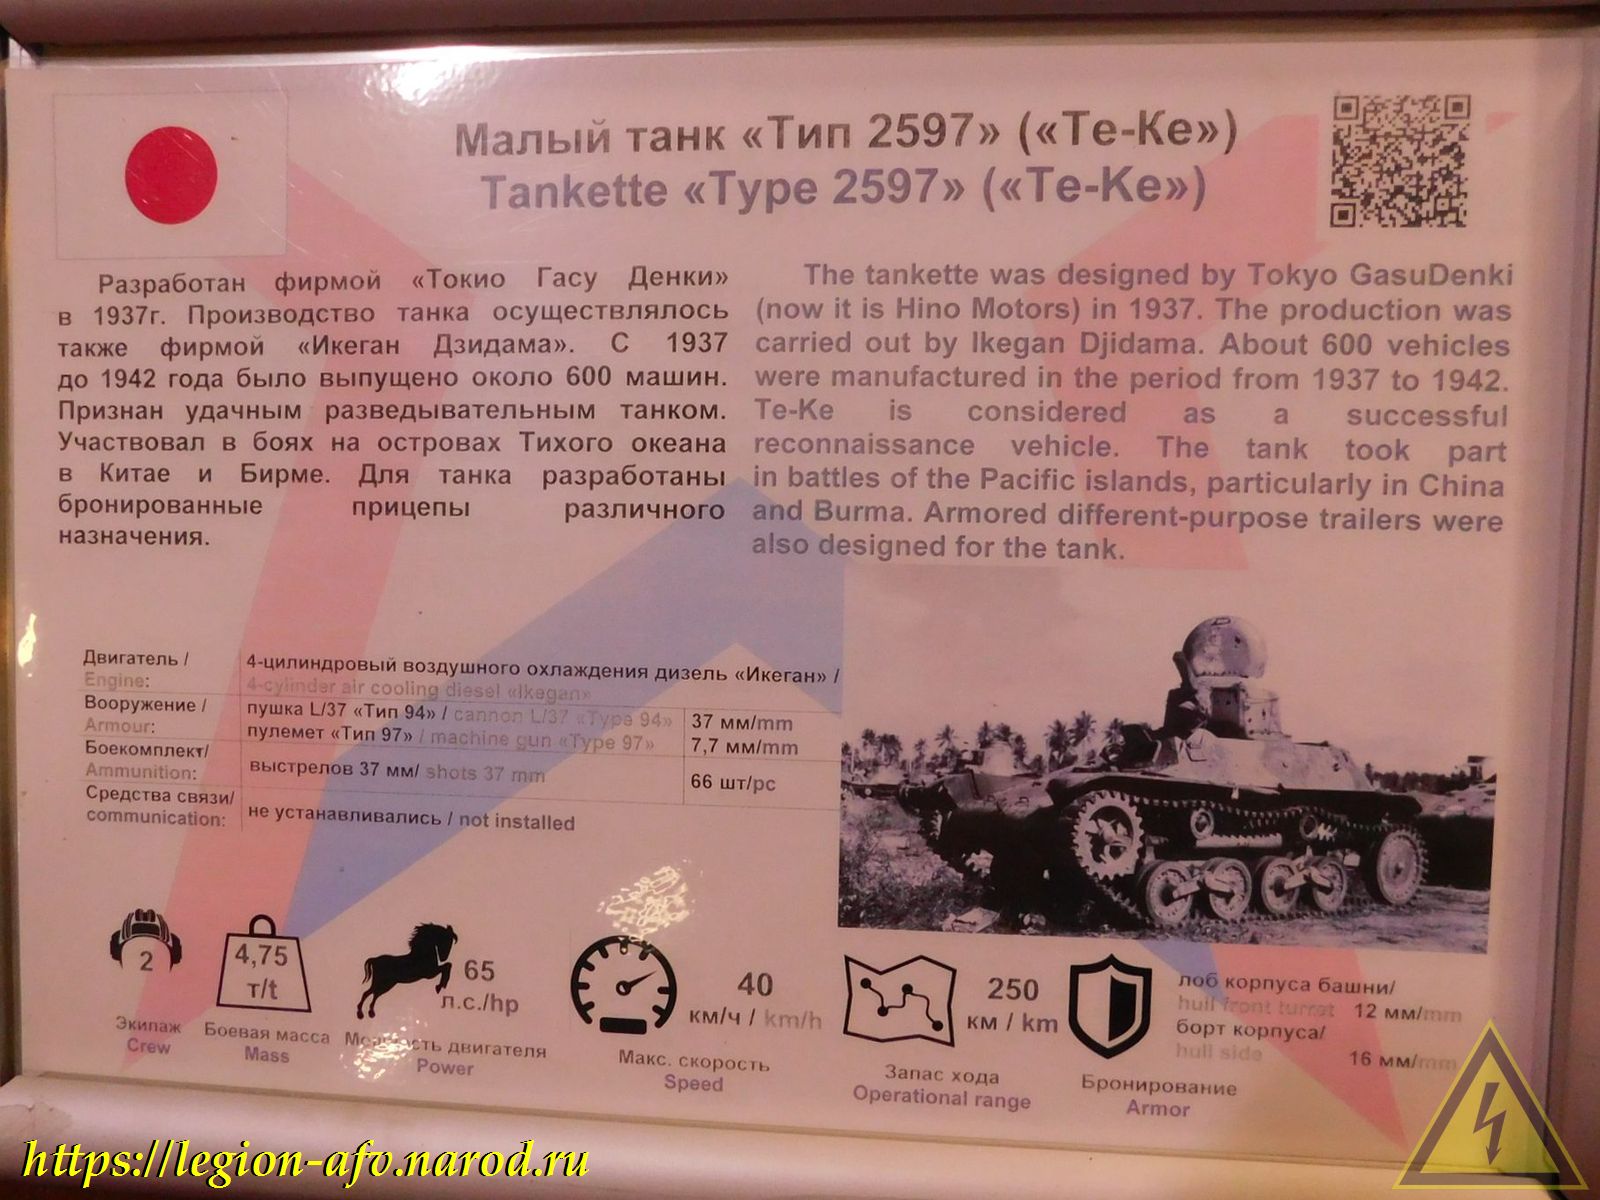 Малый танк «Тип 2597» («Те-Ке»)
Tankette «Type 2597» («Te-Ke»)
Разработан фирмой «Токио Гасу Денки»
в 1937г. Производство танка осуществлялось
также фирмой «Икеган Дзидама». С 1937
до 1942 года было выпущено около 600 машин.
Признан удачным разведывательным танком.
Участвовал в боях на островах Тихого океана
в Китае и Бирме. Для танка разработаны
бронированные прицепы различного
назначения.
The tankette was designed by Tokyo GasuDenki
(now it is Hino Motors) in 1937. The production was
carried out by Ikegan Djidama. About 600 vehicles
were manufactured in the period from 1937 to 1942.
Te-Ke is considered as a successful
reconnaissance vehicle. The tank took part
in battles of the Pacific islands, particularly in China
and Burma. Armored different-purpose trailers were
also designed for the tank.
Двигатель /
Engine:
4-цилиндровый воздушного охлаждения дизель «Икеган» /
4-cylinder air cooling diesel «Ikegan»
Вооружение /
Armour:
пушка L/37 «Тип 94» / cannon L/37 «Type 94» 37 мм/mm
пулемет «Тип 97» / machine gun «Type 97» 7,7 мм/mm
Боекомплект/
Ammunition:
выстрелов 37 мм/ shots 37 mm 66 шт/pc
Средства связи/
communication:
не устанавливались / not installed
2
Экипаж
Crew
4,75
т/t
Боевая масса
Mass
65
л.с./hp
Мощность двигателя
Power
40
км/ч / km/h
Макс. скорость
Speed
250
км / km
Запас хода
Operational range
лоб корпуса башни/
hull front turret 12 мм/mm
борт корпуса/
hull side 16 мм/mm
Бронирование
Armor
https://legion-afv.narod.ru